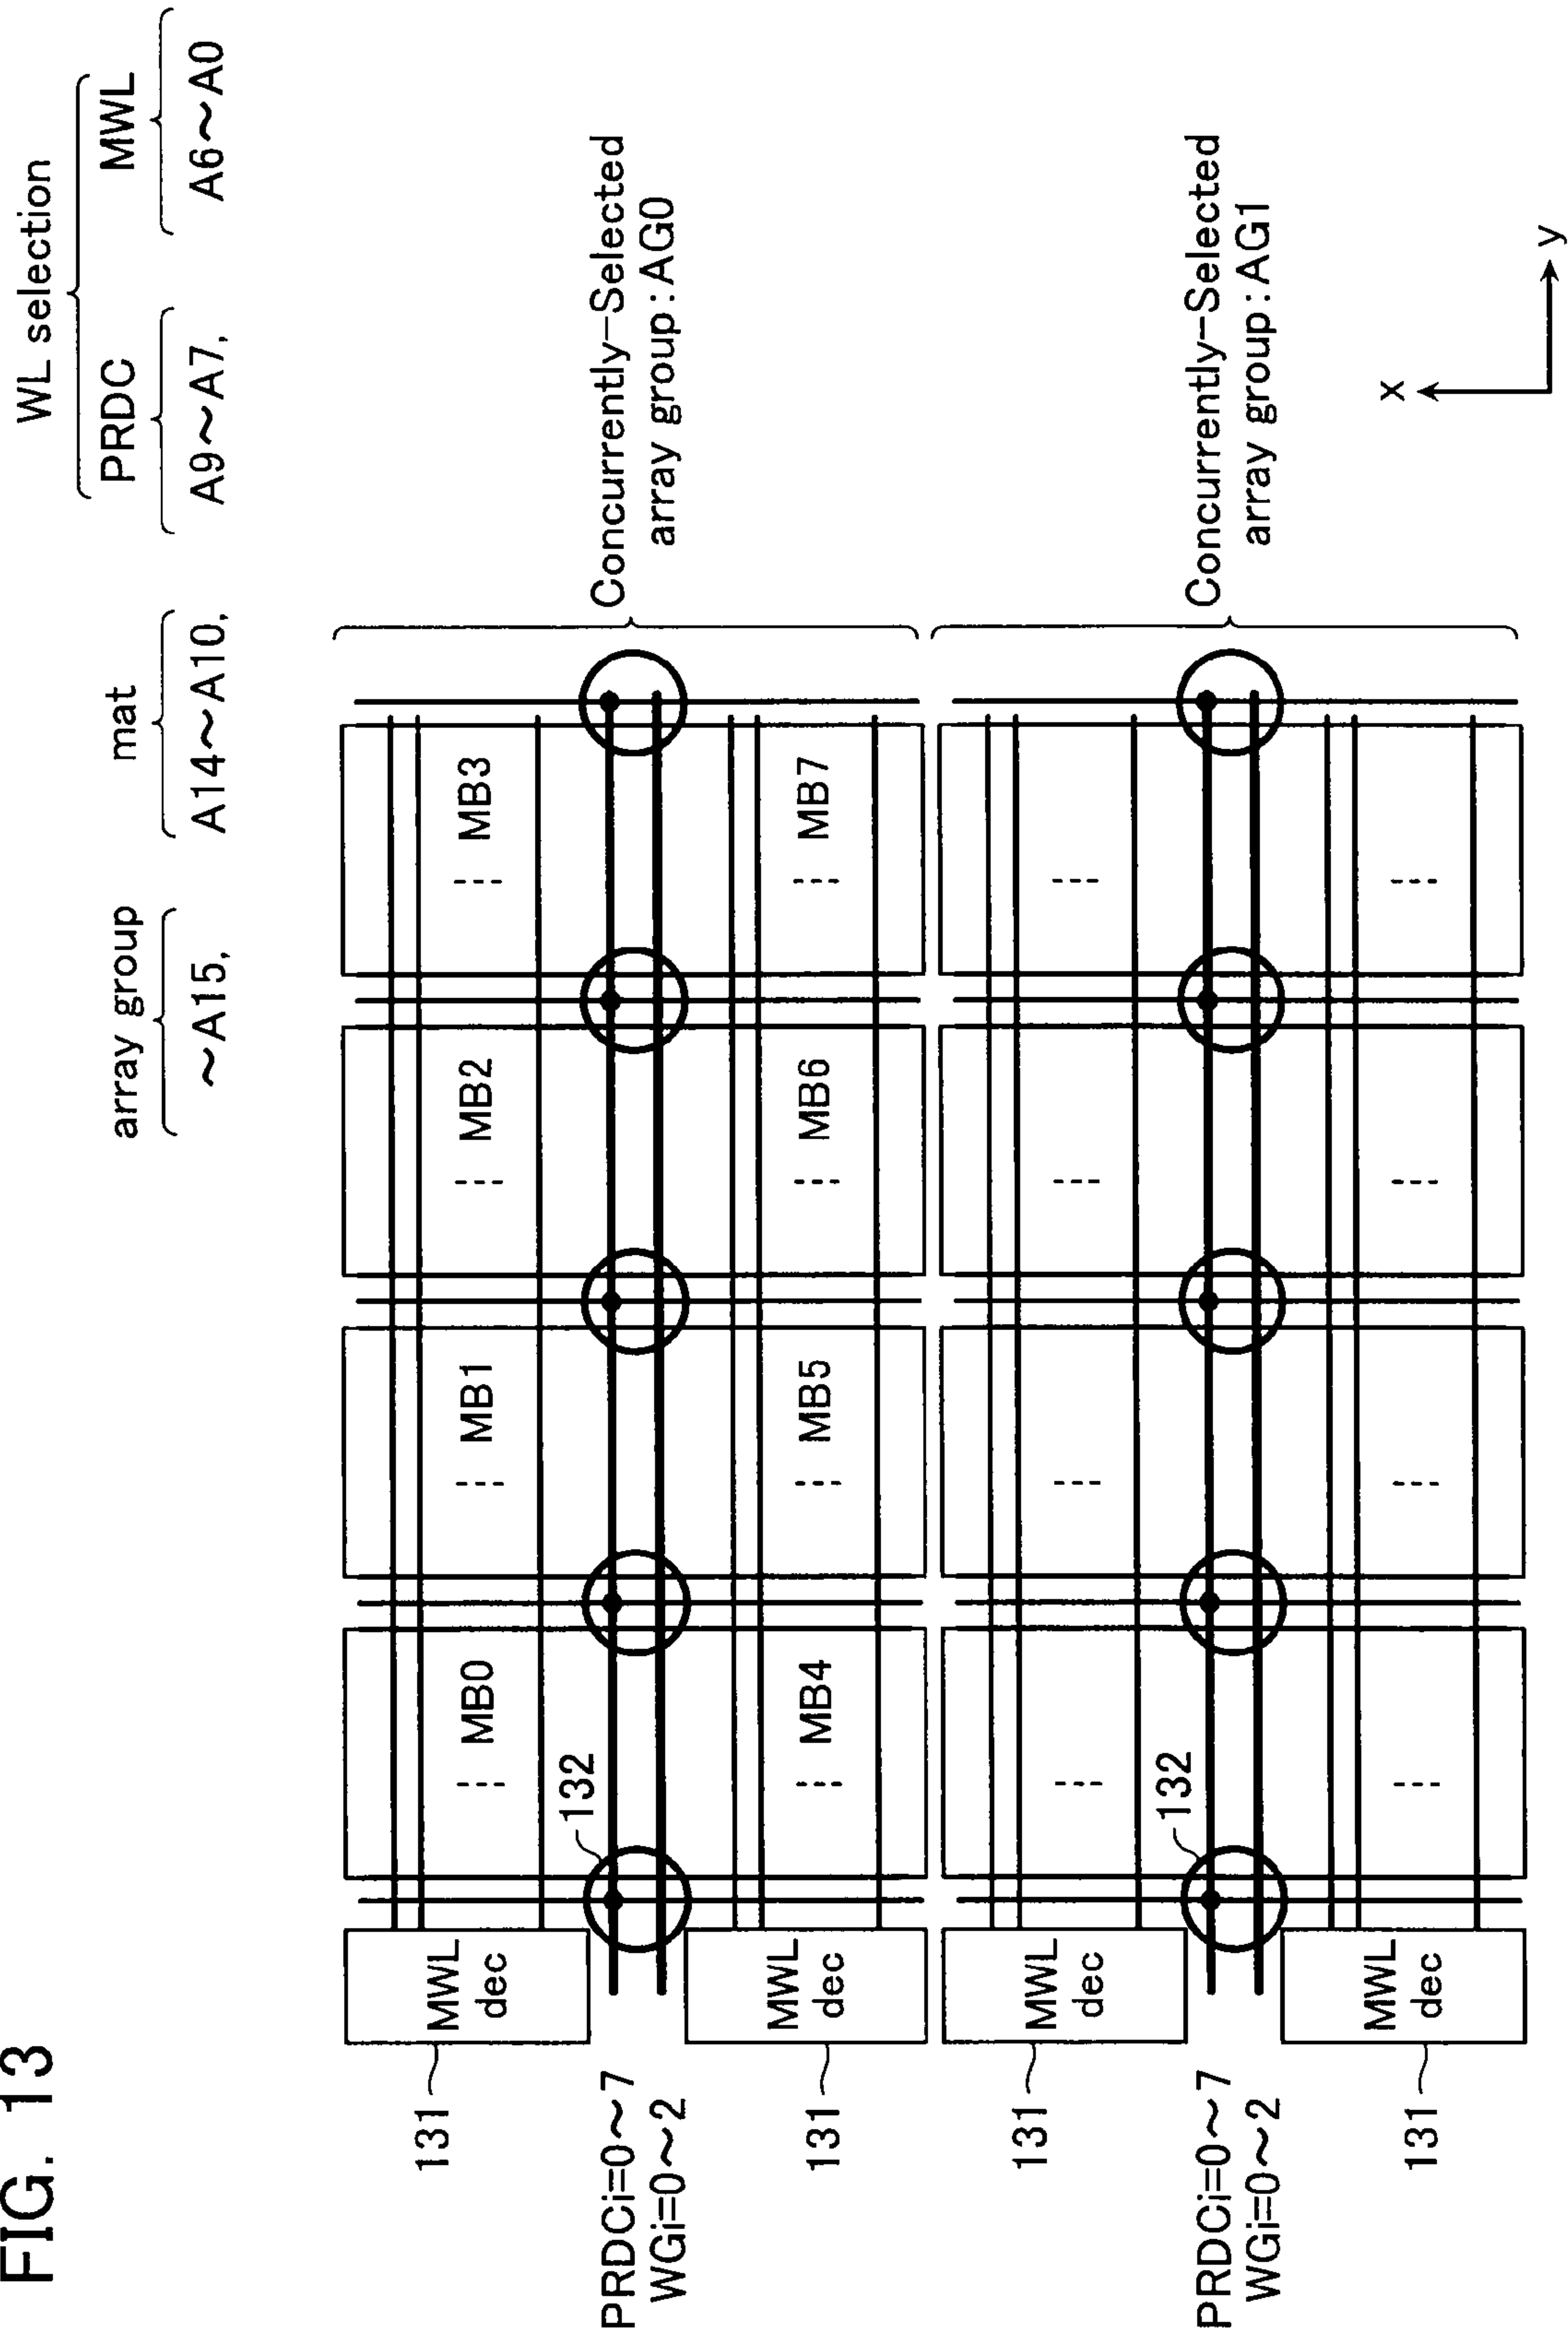 FIG. 13
WL selection
array group
mat
PRDC
MWL
~A15,
A14~A10,
A9~A7,
A6~A0
131
MWL
dec
MB0
MB1
MB2
MB3
132
PRDCi=0~7
WGi=0~2
Concurrently-Selected
array group:AG0
131
MWL
dec
MB4
MB5
MB6
MB7
131
MWL
dec
132
PRDCi=0~7
WGi=0~2
Concurrently-Selected
array group:AG1
131
MWL
dec
x
y